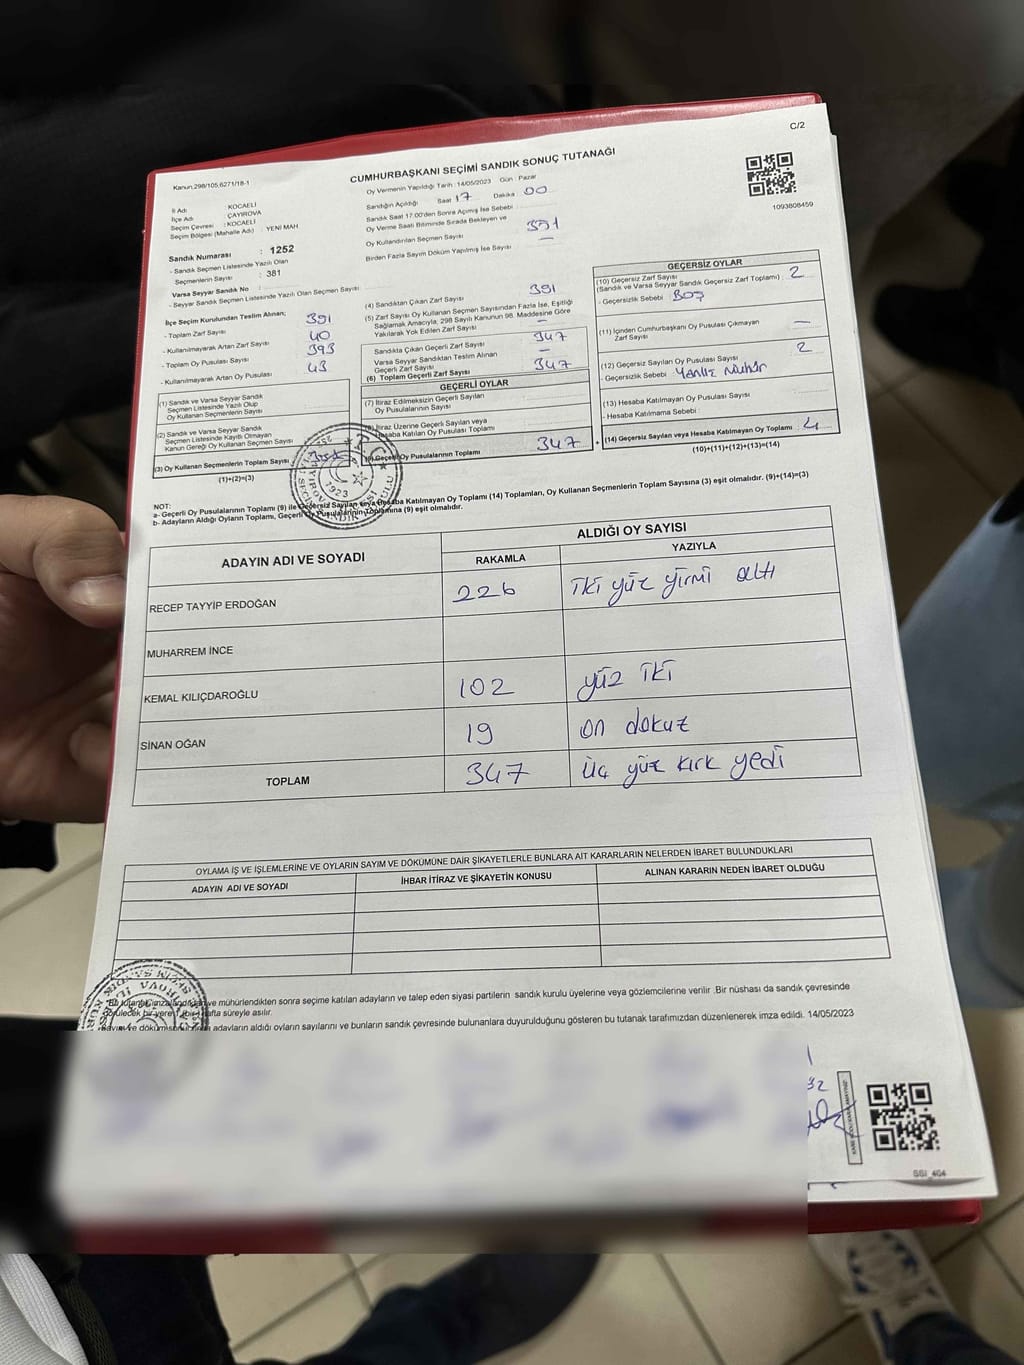 C/2
Kanun,298/105,6271/18-1
CUMHURBAŞKANI SEÇİMİ SANDIK SONUÇ TUTANAĞI
1093808459
İl Adı : KOCAELİ
İlçe Adı : ÇAYIROVA
Seçim Çevresi : KOCAELİ
Seçim Bölgesi (Mahalle Adı) : YENİ MAH
Sandık Numarası : 1252
- Sandık Seçmen Listesinde Yazılı Olan
Seçmenlerin Sayısı : 381
Varsa Seyyar Sandık No :
- Seyyar Sandık Seçmen Listesinde Yazılı Olan Seçmen Sayısı :
Oy Vermenin Yapıldığı Tarih : 14/05/2023 Gün : Pazar
Sandığın Açıldığı Saat 17 Dakika 00
Sandık Saat 17:00'den Sonra Açılmış İse Sebebi
Oy Verme Saati Bitiminde Sırada Bekleyen ve
Oy Kullandırılan Seçmen Sayısı
Birden Fazla Sayım Döküm Yapılmış İse Sayısı —
İlçe Seçim Kurulundan Teslim Alınan;
- Toplam Zarf Sayısı 391
- Kullanılmayarak Artan Zarf Sayısı 40
- Toplam Oy Pusulası Sayısı 393
- Kullanılmayarak Artan Oy Pusulası 43
(1) Sandık ve Varsa Seyyar Sandık
Seçmen Listesinde Yazılı Olup
Oy Kullanan Seçmenlerin Sayısı
(2) Sandık ve Varsa Seyyar Sandık
Seçmen Listesinde Kayıtlı Olmayan
Kanun Gereği Oy Kullanan Seçmen Sayısı
(3) Oy Kullanan Seçmenlerin Toplam Sayısı
(1)+(2)=(3)
(4) Sandıktan Çıkan Zarf Sayısı
(5) Zarf Sayısı Oy Kullanan Seçmen Sayısından Fazla İse, Eşitliği
Sağlamak Amacıyla, 298 Sayılı Kanunun 98. Maddesine Göre
Yakılarak Yok Edilen Zarf Sayısı —
Sandıkta Çıkan Geçerli Zarf Sayısı 347
Varsa Seyyar Sandıktan Teslim Alınan
Geçerli Zarf Sayısı —
(6) Toplam Geçerli Zarf Sayısı 347
GEÇERLİ OYLAR
(7) İtiraz Edilmeksizin Geçerli Sayılan
Oy Pusulalarının Sayısı
İtiraz Üzerine Geçerli Sayılan veya
Hesaba Katılan Oy Pusulası Toplamı
Oy Pusulalarının Toplamı 347
GEÇERSİZ OYLAR
(10) Geçersiz Zarf Sayısı
(Sandık ve Varsa Seyyar Sandık Geçersiz Zarf Toplamı) : 2
- Geçersizlik Sebebi : Boş
(11) İçinden Cumhurbaşkanı Oy Pusulası Çıkmayan
Zarf Sayısı —
(12) Geçersiz Sayılan Oy Pusulası Sayısı 2
- Geçersizlik Sebebi : Yanlız Mühür
(13) Hesaba Katılmayan Oy Pusulası Sayısı
- Hesaba Katılmama Sebebi
(14) Geçersiz Sayılan veya Hesaba Katılmayan Oy Toplamı : 4
(10)+(11)+(12)+(13)=(14)
NOT:
a- Geçerli Oy Pusulalarının Toplamı (9) ile Geçersiz Sayılan veya Hesaba Katılmayan Oy Toplamı (14) Toplamları, Oy Kullanan Seçmenlerin Toplam Sayısına (3) eşit olmalıdır. (9)+(14)=(3)
b- Adayların Aldığı Oyların Toplamı, Geçerli Oy Pusulalarının Toplamına (9) eşit olmalıdır.
ADAYIN ADI VE SOYADI ALDIĞI OY SAYISI
RAKAMLA YAZIYLA
RECEP TAYYİP ERDOĞAN 226 iki yüz yirmi altı
MUHARREM İNCE
KEMAL KILIÇDAROĞLU 102 yüz iki
SİNAN OĞAN 19 on dokuz
TOPLAM 347 üç yüz kırk yedi
OYLAMA İŞ VE İŞLEMLERİNE VE OYLARIN SAYIM VE DÖKÜMÜNE DAİR ŞİKAYETLERLE BUNLARA AİT KARARLARIN NELERDEN İBARET BULUNDUKLARI
ADAYIN ADI VE SOYADI İHBAR İTİRAZ VE ŞİKAYETİN KONUSU ALINAN KARARIN NEDEN İBARET OLDUĞU
ve mühürlendikten sonra seçime katılan adayların ve talep eden siyasi partilerin sandık kurulu üyelerine veya gözlemcilerine verilir .Bir nüshası da sandık çevresinde
hafta süreyle asılır.
adayların aldığı oyların sayılarını ve bunların sandık çevresinde bulunanlara duyurulduğunu gösteren bu tutanak tarafımızdan düzenlenerek imza edildi. 14/05/2023
SSI_404